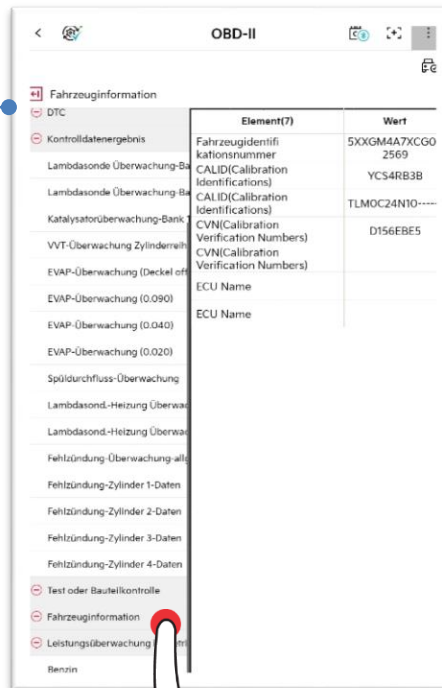 OBD-II
Fahrzeuginformation
DTC
Kontrolldatenergebnis
Lambdasonde Überwachung-Ba
Lambdasonde Überwachung-Ba
Katalysatorüberwachung-Bank 1
VVT-Überwachung Zylinderreih
EVAP-Überwachung (Deckel off
EVAP-Überwachung (0.090)
EVAP-Überwachung (0.040)
EVAP-Überwachung (0.020)
Spüldurchfluss-Überwachung
Lambdasond.-Heizung Überwac
Lambdasond.-Heizung Überwac
Fehlzündung-Überwachung-allg
Fehlzündung-Zylinder 1-Daten
Fehlzündung-Zylinder 2-Daten
Fehlzündung-Zylinder 3-Daten
Fehlzündung-Zylinder 4-Daten
Test oder Bauteilkontrolle
Fahrzeuginformation
Leistungsüberwachung
Benzin
Element(7) Wert
Fahrzeugidentifi 5XXGM4A7XCG0
kationsnummer 2569
CALID(Calibration YCS4RB3B
Identifications)
CALID(Calibration TLMOC24N10-----
Identifications)
CVN(Calibration D156EBE5
Verification Numbers)
CVN(Calibration
Verification Numbers)
ECU Name
ECU Name